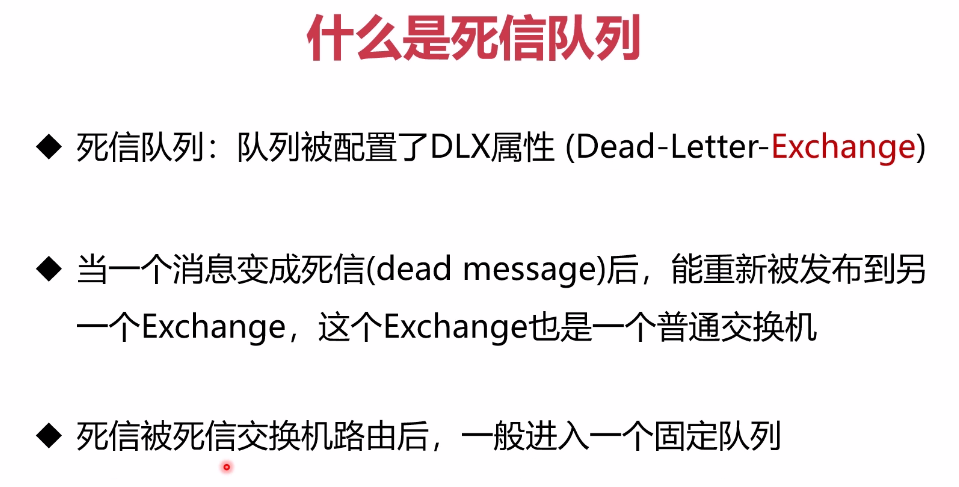 什么是死信队列
◆ 死信队列：队列被配置了DLX属性 (Dead-Letter-Exchange)
◆ 当一个消息变成死信(dead message)后，能重新被发布到另
一个Exchange，这个Exchange也是一个普通交换机
◆ 死信被死信交换机路由后，一般进入一个固定队列